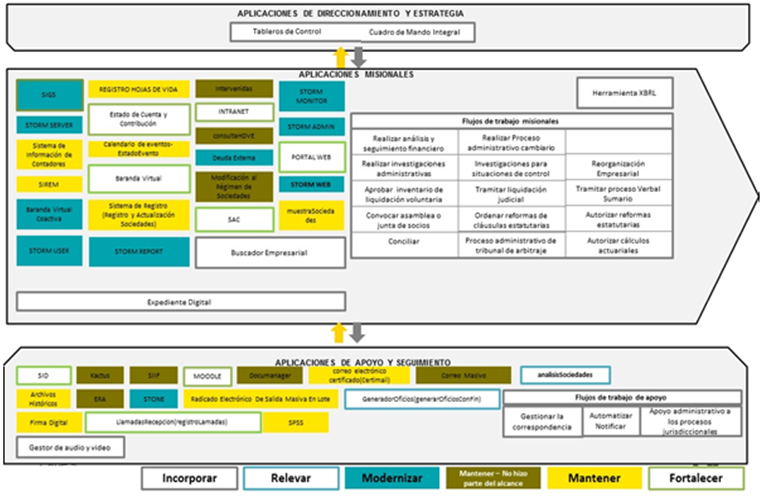 APLICACIONES DE DIRECCIONAMIENTO Y ESTRATEGIA
Tableros de Control
Cuadro de Mando Integral
APLICACIONES MISIONALES
SIGS
REGISTRO HOJAS DE VIDA
Intervenidas
STORM
MONITOR
Herramienta XBRL
STORM SERVER
Estado de Cuenta y
Contribución
INTRANET
STORM ADMIN
Sistema de
Información de
Contadores
Calendario de eventos-
EstadoEvento
consultaHDVE
PORTAL WEB
Deuda Externa
SIREM
Baranda Virtual
Modificación al
Régimen de
Sociedades
STORM WEB
Baranda Virtual
Coactiva
Sistema de Registro
(Registro y Actualización
Sociedades)
SAC
muestraSocieda
des
STORM USER
STORM REPORT
Buscador Empresarial
Expediente Digital
Flujos de trabajo misionales
Realizar análisis y
seguimiento financiero
Realizar Proceso
administrativo cambiario
Realizar investigaciones
administrativas
Investigaciones para
situaciones de control
Reorganización
Empresarial
Aprobar inventario de
liquidación voluntaria
Tramitar liquidación
judicial
Tramitar proceso Verbal
Sumario
Convocar asamblea o
junta de socios
Ordenar reformas de
cláusulas estatutarias
Autorizar reformas
estatutarias
Conciliar
Proceso administrativo de
tribunal de arbitraje
Autorizar cálculos
actuariales
APLICACIONES DE APOYO Y SEGUIMIENTO
SID
Kactus
SIIF
MOODLE
Documanager
correo electrónico
certificado(Certimail)
Correo Masivo
analisisSociedades
Archivos
Históricos
ERA
STONE
Radicado Electrónico De Salida Masiva En Lote
GeneradorOficios(generarOficiosConFin)
Firma Digital
LlamadasRecepcion(registroLlamadas)
SPSS
Gestor de audio y video
Flujos de trabajo de apoyo
Gestionar la
correspondencia
Automatizar
Notificar
Apoyo administrativo a
los procesos
jurisdiccionales
Incorporar
Relevar
Modernizar
Mantener – No hizo
parte del alcance
Mantener
Fortalecer